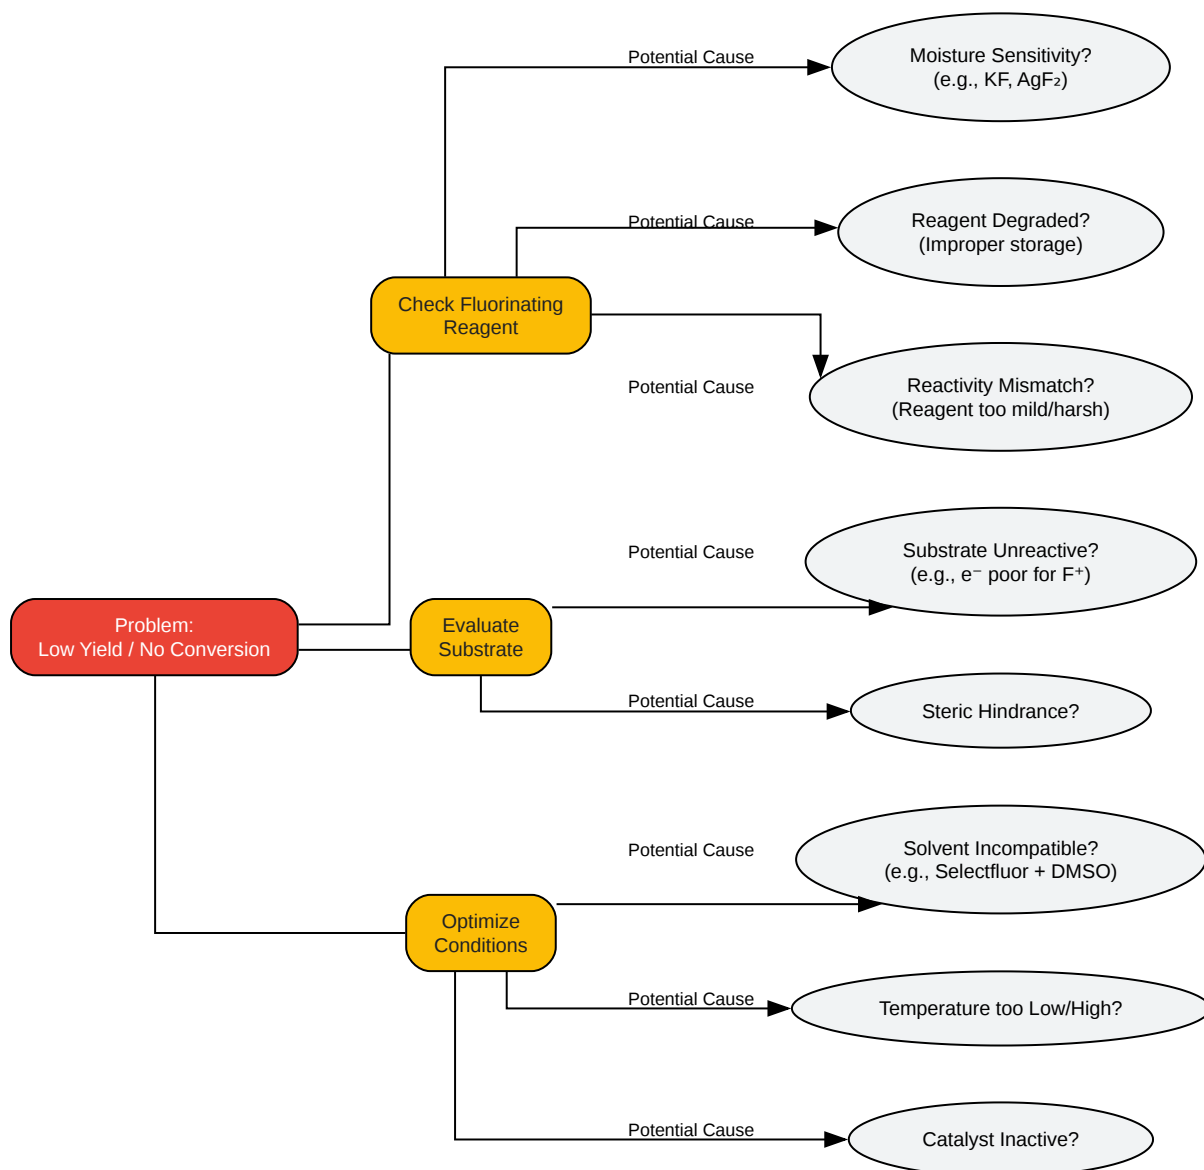 Potential Cause
Moisture Sensitivity?
(e.g., KF, AgF₂)
Potential Cause
Reagent Degraded?
(Improper storage)
Check Fluorinating
Reagent
Potential Cause
Reactivity Mismatch?
(Reagent too mild/harsh)
Potential Cause
Substrate Unreactive?
(e.g., e⁻ poor for F⁺)
Problem:
Low Yield / No Conversion
Evaluate
Substrate
Potential Cause
Steric Hindrance?
Potential Cause
Solvent Incompatible?
(e.g., Selectfluor + DMSO)
Optimize
Conditions
Potential Cause
Temperature too Low/High?
Potential Cause
Catalyst Inactive?